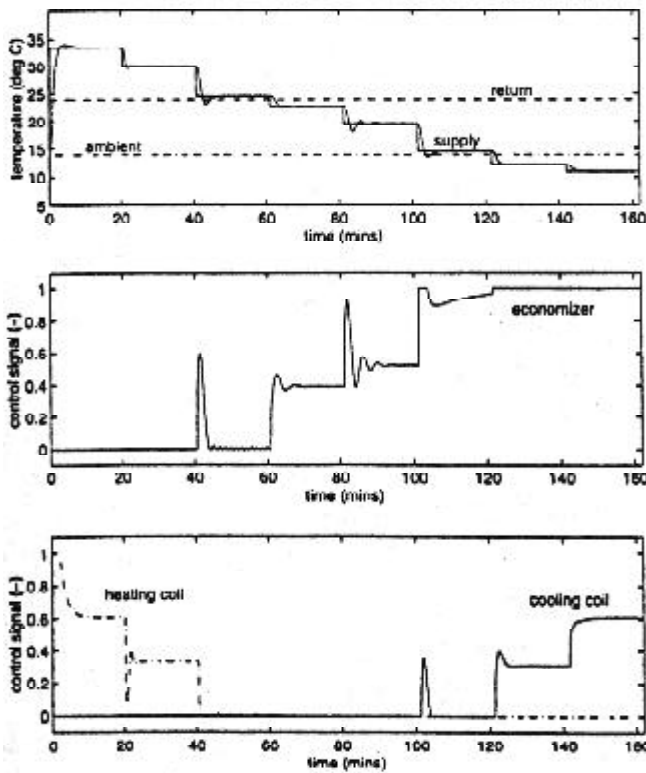 temperature (deg C)
35
30
25
20
15
10
5
return
ambient
supply
0 20 40 60 80 100 120 140 160
time (mins)
control signal (–)
1
0.8
0.6
0.4
0.2
0
economizer
0 20 40 60 80 100 120 140 160
time (mins)
control signal (–)
1
0.8
0.6
0.4
0.2
0
heating coil
cooling coil
0 20 40 60 80 100 120 140 160
time (mins)